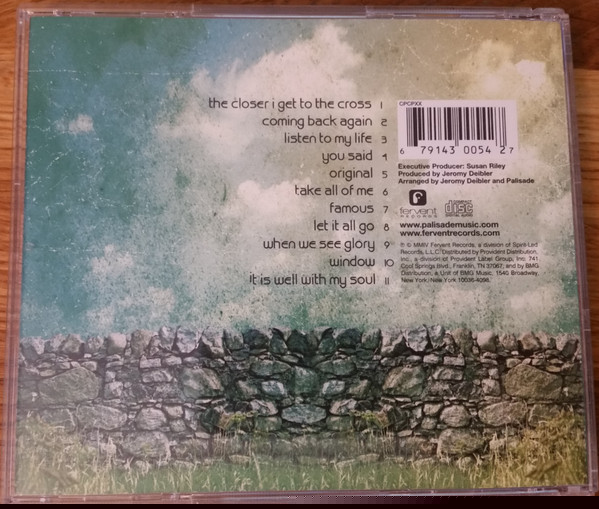 the closer i get to the cross 1
coming back again 2
listen to my life 3
you said 4
original 5
take all of me 6
famous 7
let it all go 8
when we see glory 9
window 10
it is well with my soul 11
CPCPXX
6 79143 00542 7
Executive Producer: Susan Riley
Produced by Jeromy Deibler
Arranged by Jeromy Deibler and Palisade
fervent
records
COMPACT
disc
DIGITAL AUDIO
www.palisademusic.com
www.ferventrecords.com
℗ © MMIV Fervent Records, a division of Spirit-Led
Records, L.L.C. Distributed by Provident Distribution,
Inc., a division of Provident Label Group, Inc. 741
Cool Springs Blvd., Franklin, TN 37067, and by BMG
Distribution, a Unit of BMG Music, 1540 Broadway,
New York, New York 10036-4098.